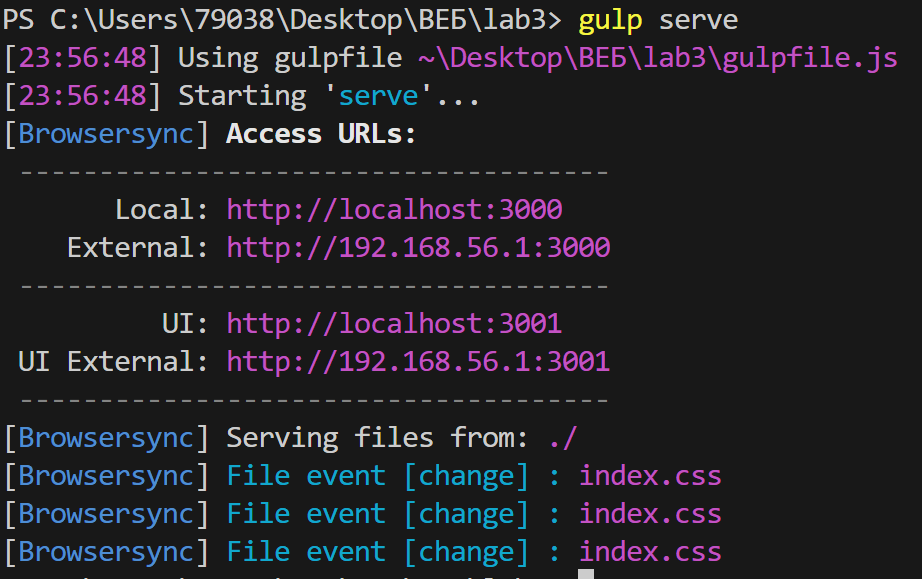 PS C:\Users\79038\Desktop\ВЕБ\lab3> gulp serve
[23:56:48] Using gulpfile ~\Desktop\ВЕБ\lab3\gulpfile.js
[23:56:48] Starting 'serve'...
[Browsersync] Access URLs:
-------------------------------------
Local: http://localhost:3000
External: http://192.168.56.1:3000
-------------------------------------
UI: http://localhost:3001
UI External: http://192.168.56.1:3001
-------------------------------------
[Browsersync] Serving files from: ./
[Browsersync] File event [change] : index.css
[Browsersync] File event [change] : index.css
[Browsersync] File event [change] : index.css